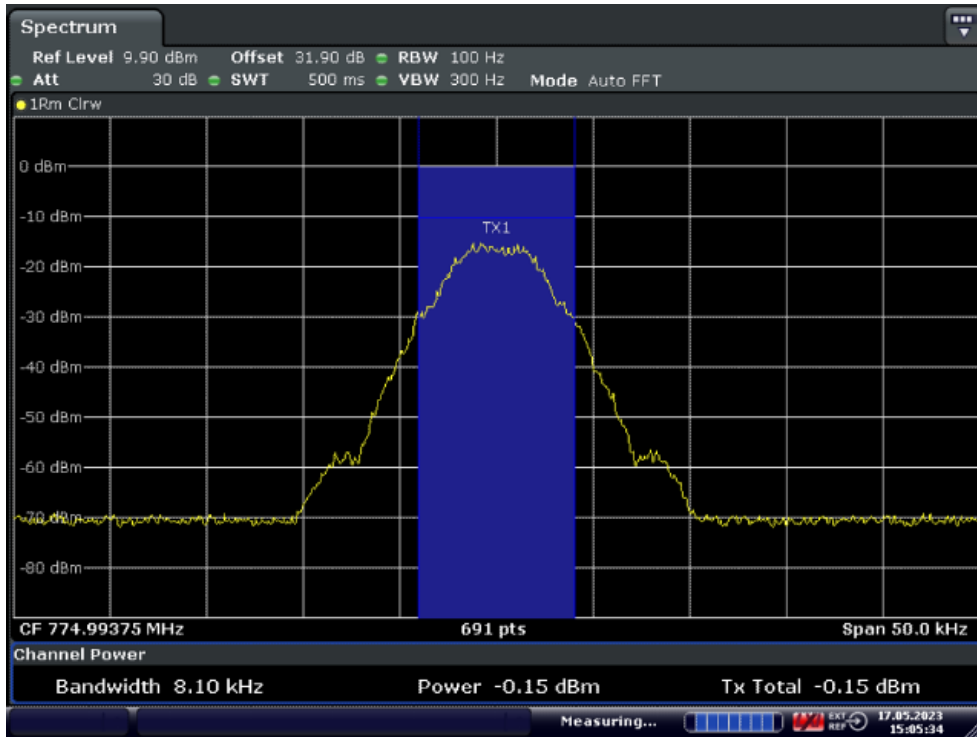 Spectrum
Ref Level 9.90 dBm Offset 31.90 dB RBW 100 Hz
Att 30 dB SWT 500 ms VBW 300 Hz Mode Auto FFT
1Rm Clrw
0 dBm
-10 dBm
TX1
-20 dBm
-30 dBm
-40 dBm
-50 dBm
-60 dBm
-70 dBm
-80 dBm
CF 774.99375 MHz 691 pts Span 50.0 kHz
Channel Power
Bandwidth 8.10 kHz Power -0.15 dBm Tx Total -0.15 dBm
Measuring... EXT REF 17.05.2023
15:05:34